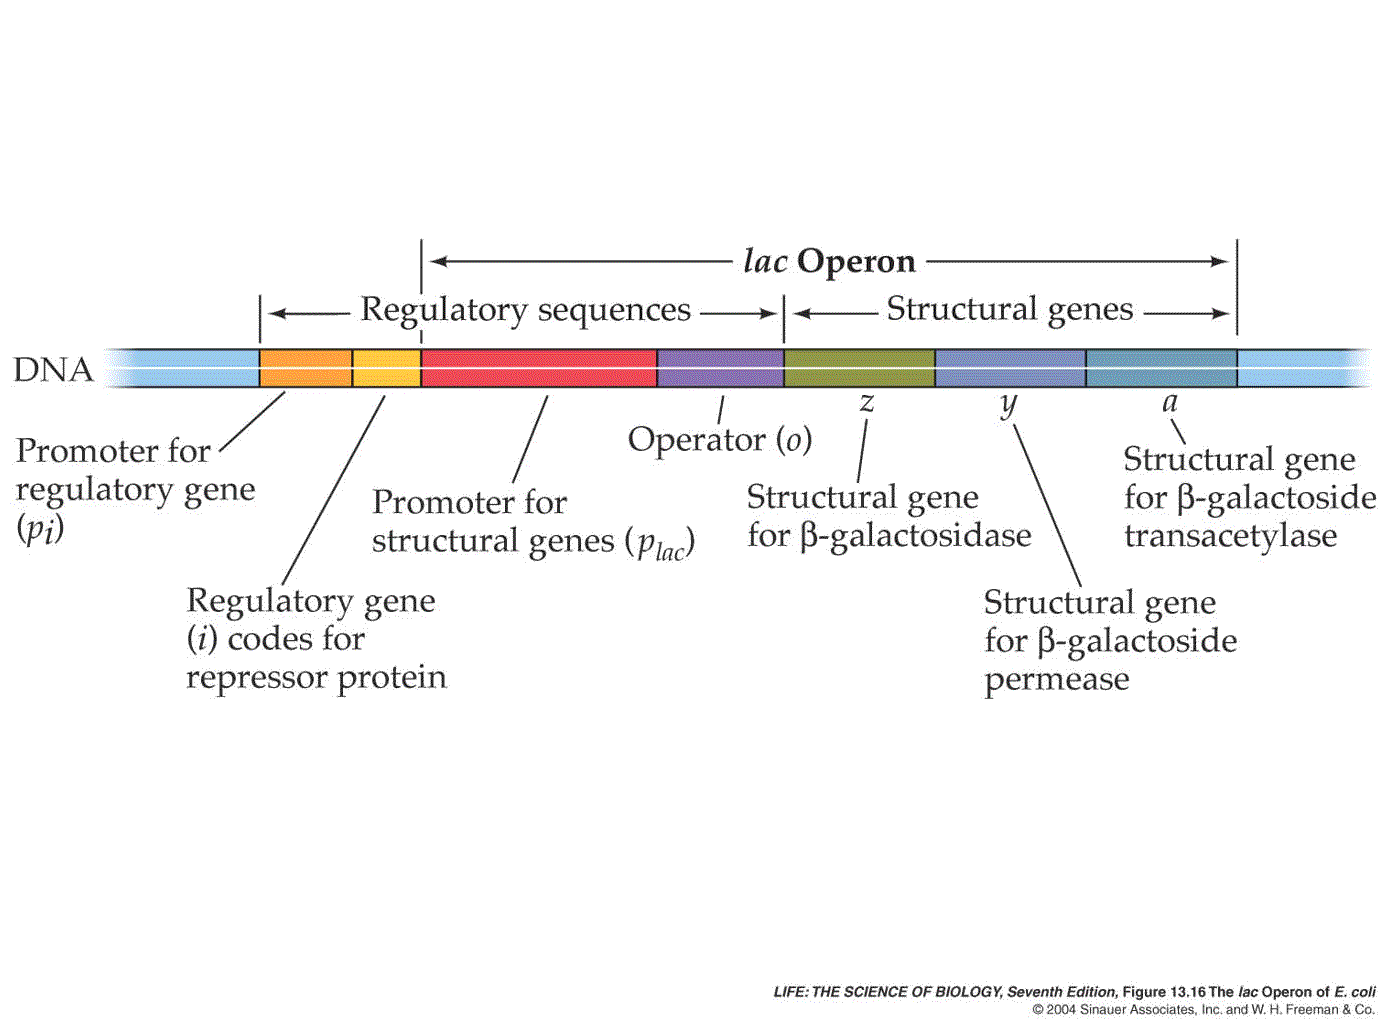 lac Operon
Regulatory sequences
Structural genes
DNA
z
y
a
Promoter for
regulatory gene
(pi)
Regulatory gene
(i) codes for
repressor protein
Promoter for
structural genes (plac)
Operator (o)
Structural gene
for β-galactosidase
Structural gene
for β-galactoside
permease
Structural gene
for β-galactoside
transacetylase
LIFE: THE SCIENCE OF BIOLOGY, Seventh Edition, Figure 13.16 The lac Operon of E. coli
© 2004 Sinauer Associates, Inc. and W. H. Freeman & Co.